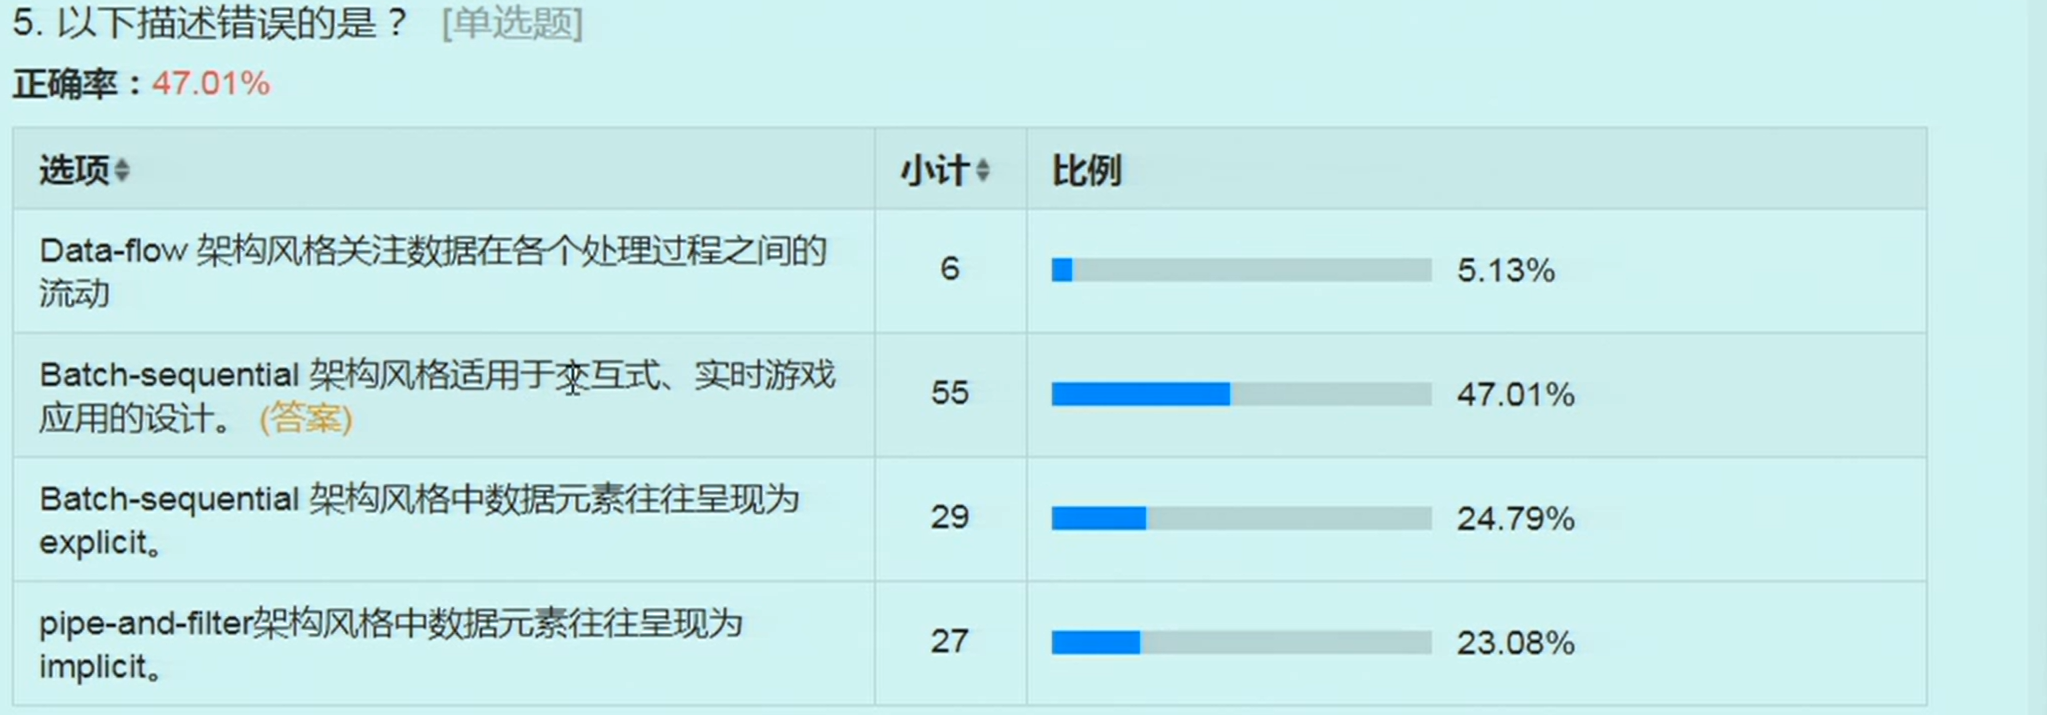 5. 以下描述错误的是？ [单选题]
正确率：47.01%
选项 小计 比例
Data-flow 架构风格关注数据在各个处理过程之间的
流动
6 5.13%
Batch-sequential 架构风格适用于交互式、实时游戏
应用的设计。 (答案)
55 47.01%
Batch-sequential 架构风格中数据元素往往呈现为
explicit。
29 24.79%
pipe-and-filter架构风格中数据元素往往呈现为
implicit。
27 23.08%